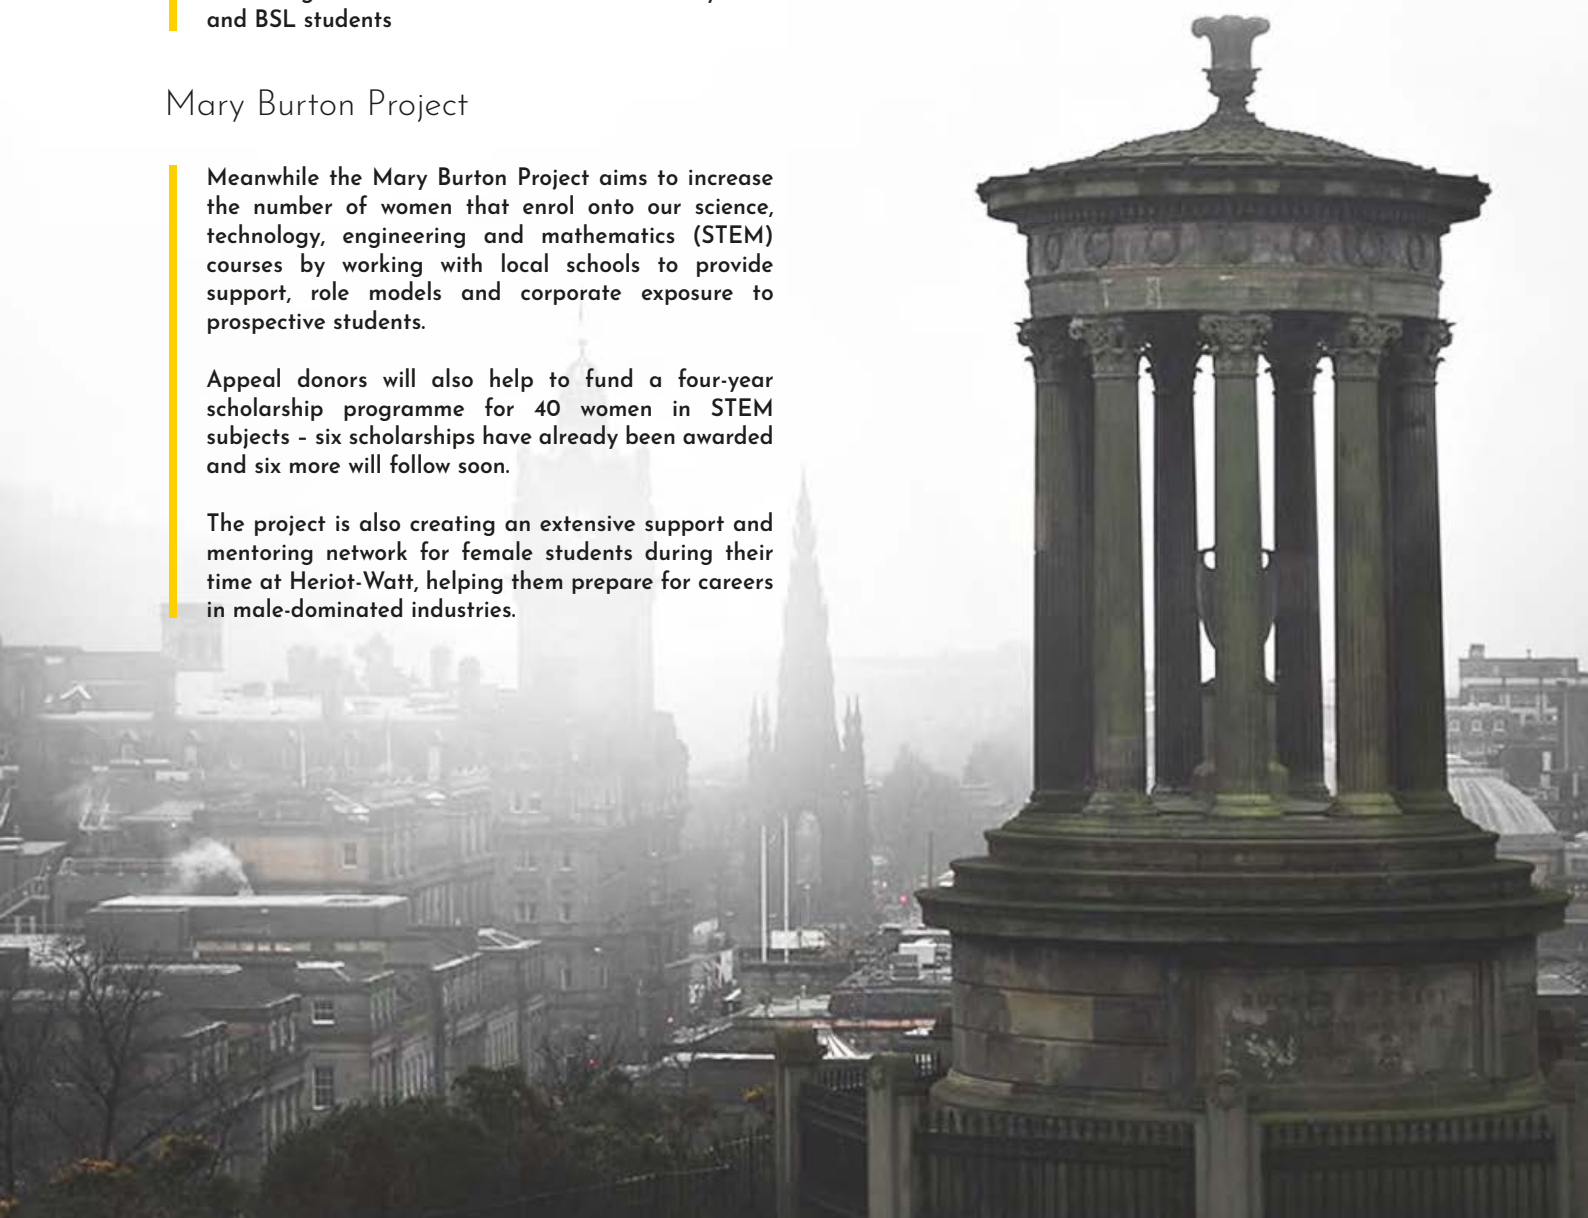 and BSL students
Mary Burton Project
Meanwhile the Mary Burton Project aims to increase
the number of women that enrol onto our science,
technology, engineering and mathematics (STEM)
courses by working with local schools to provide
support, role models and corporate exposure to
prospective students.
Appeal donors will also help to fund a four-year
scholarship programme for 40 women in STEM
subjects – six scholarships have already been awarded
and six more will follow soon.
The project is also creating an extensive support and
mentoring network for female students during their
time at Heriot-Watt, helping them prepare for careers
in male-dominated industries.